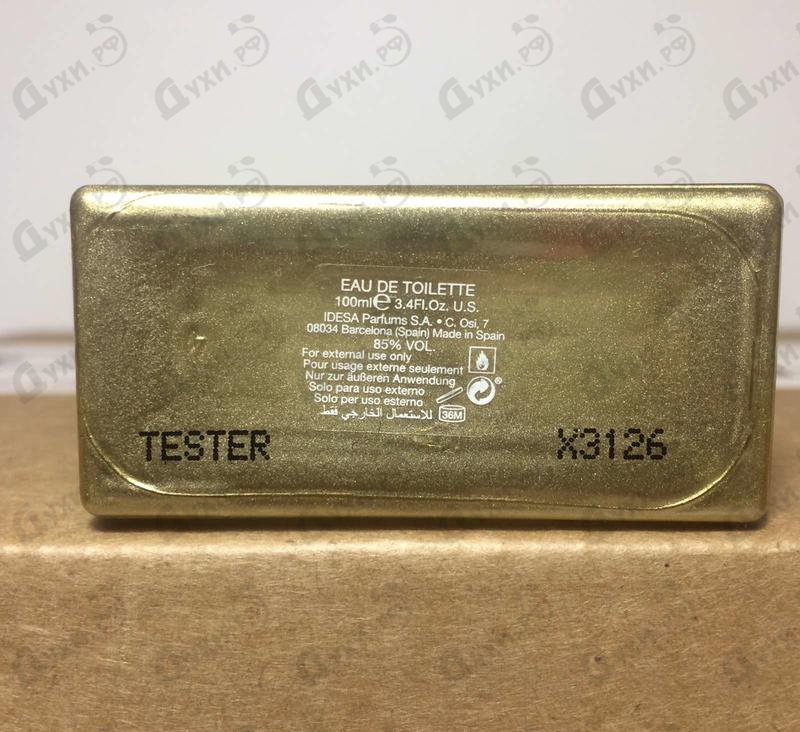 EAU DE TOILETTE
100ml ℮ 3.4Fl.Oz. U.S.
IDESA Parfums S.A. • C. Osi, 7
08034 Barcelona (Spain) Made in Spain
85% VOL.
For external use only
Pour usage externe seulement
Nur zur äußeren Anwendung
Solo para uso externo
Solo per uso esterno
للاستعمال الخارجي فقط
36M
TESTER X3126
Духи.рф